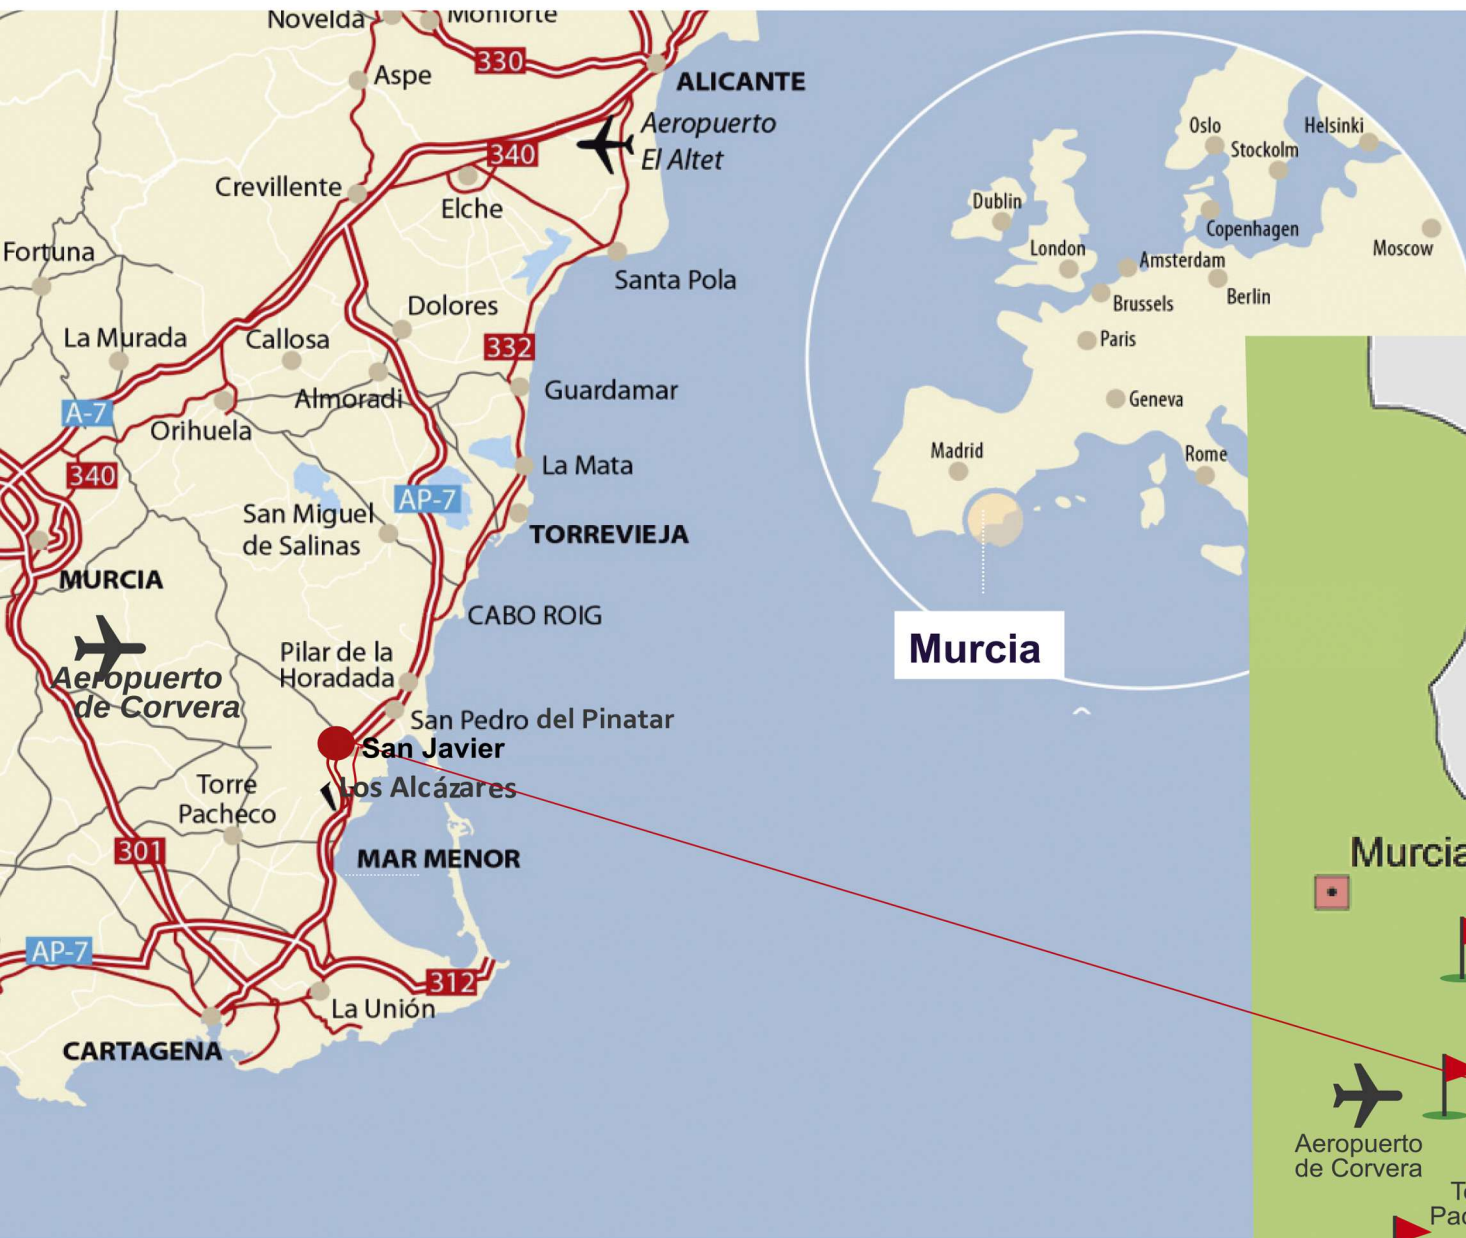 Novelda
Monforte
330
Aspe
ALICANTE
Aeropuerto
El Altet
340
Crevillente
Elche
Fortuna
Santa Pola
Dolores
La Murada
Callosa
332
Guardamar
Almoradi
A-7
Orihuela
La Mata
340
AP-7
San Miguel
de Salinas
TORREVIEJA
MURCIA
CABO ROIG
Aeropuerto
de Corvera
Pilar de la
Horadada
San Pedro del Pinatar
San Javier
Los Alcázares
Torre
Pacheco
301
MAR MENOR
AP-7
312
La Unión
CARTAGENA
Oslo
Helsinki
Stockolm
Dublin
Copenhagen
Moscow
London
Amsterdam
Berlin
Brussels
Paris
Geneva
Madrid
Rome
Murcia
Murcia
Aeropuerto
de Corvera
To
Pac